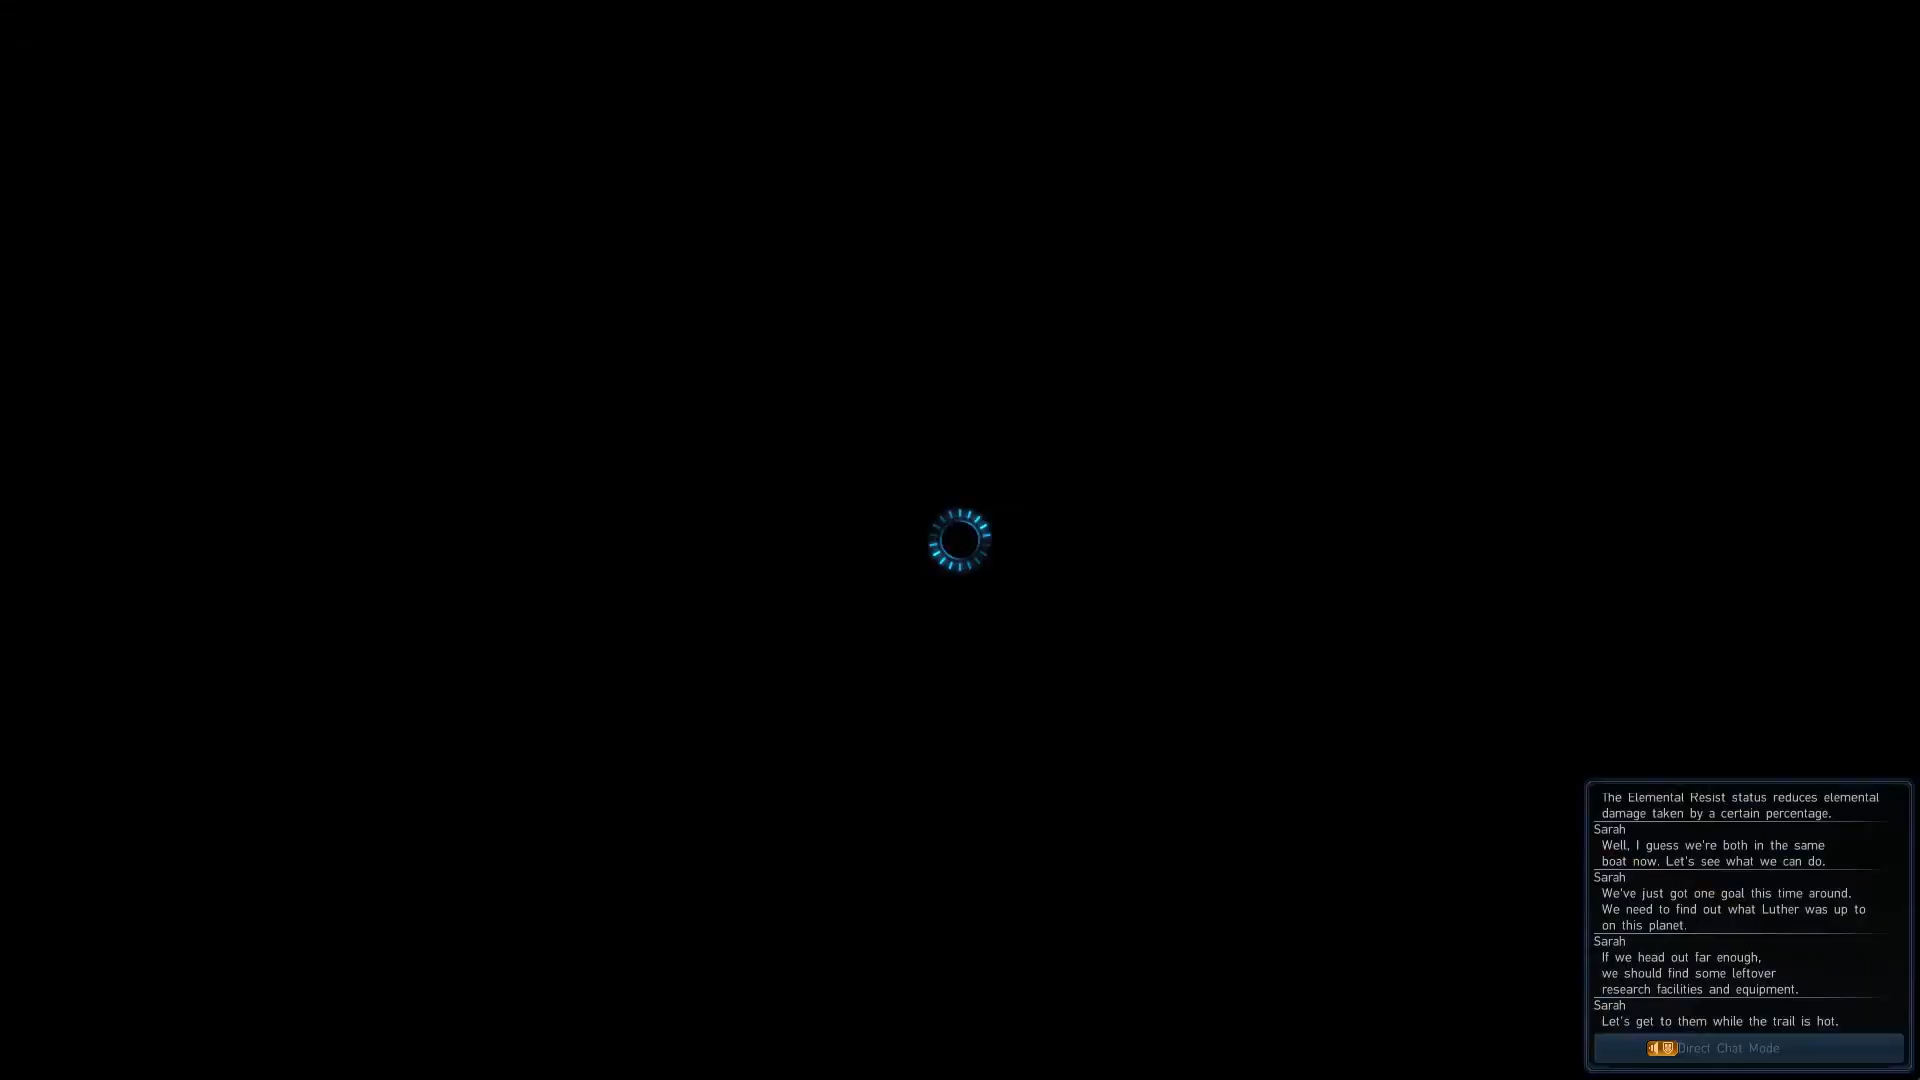 The Elemental Resist status reduces elemental
damage taken by a certain percentage.
Sarah
Well, I guess we're both in the same
boat now. Let's see what we can do.
Sarah
We've just got one goal this time around.
We need to find out what Luther was up to
on this planet.
Sarah
If we head out far enough,
we should find some leftover
research facilities and equipment.
Sarah
Let's get to them while the trail is hot.
Direct Chat Mode